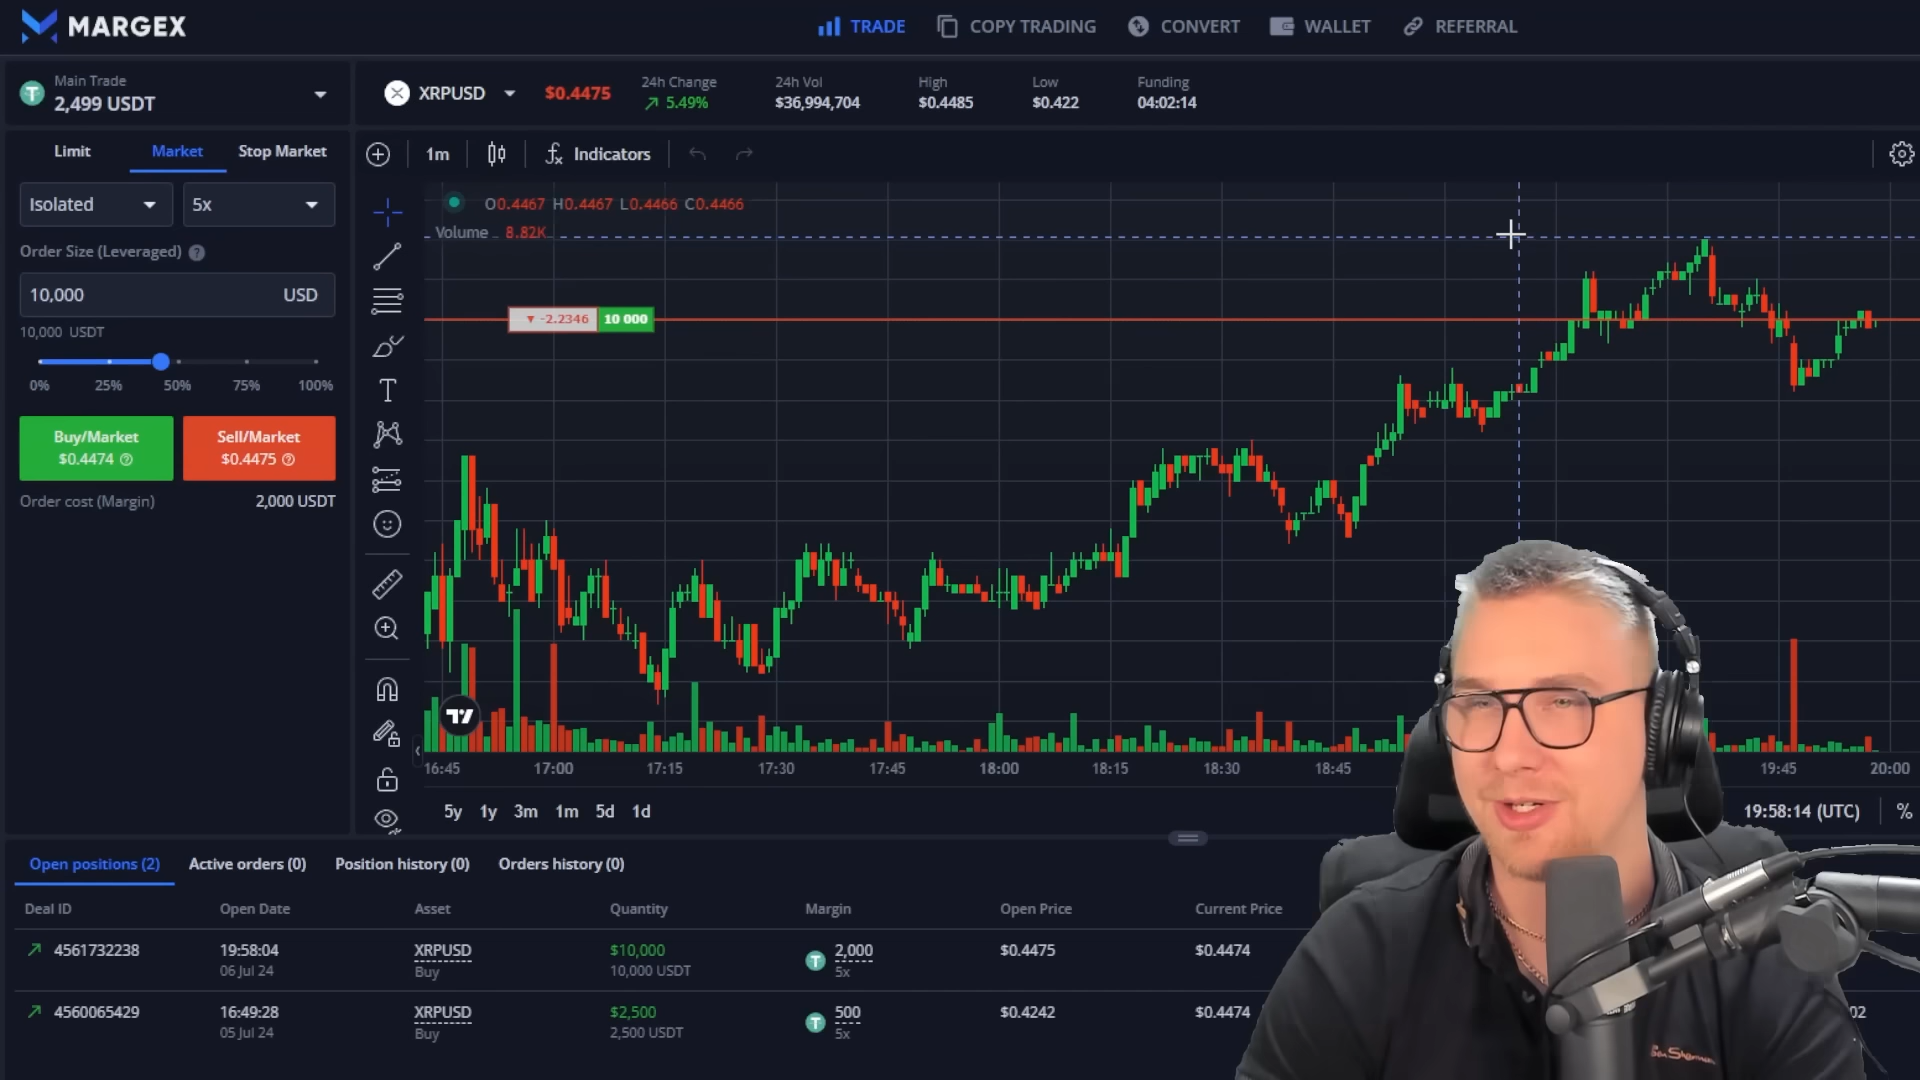 MARGEX
TRADE
COPY TRADING
CONVERT
WALLET
REFERRAL
Main Trade
2,499 USDT
XRPUSD
$0.4475
24h Change
5.49%
24h Vol
$36,994,704
High
$0.4485
Low
$0.422
Funding
04:02:14
Limit
Market
Stop Market
1m
Indicators
Isolated
5x
O0.4467 H0.4467 L0.4466 C0.4466
Volume 8.82K
Order Size (Leveraged) ?
10,000 USD
10,000 USDT
-2.2346 10 000
0% 25% 50% 75% 100%
Buy/Market
$0.4474
Sell/Market
$0.4475
Order cost (Margin) 2,000 USDT
16:45 17:00 17:15 17:30 17:45 18:00 18:15 18:30 18:45 19:45 20:00
5y 1y 3m 1m 5d 1d
19:58:14 (UTC) %
Open positions (2)
Active orders (0)
Position history (0)
Orders history (0)
Deal ID Open Date Asset Quantity Margin Open Price Current Price
4561732238 19:58:04 XRPUSD $10,000 2,000 $0.4475 $0.4474
06 Jul 24 Buy 10,000 USDT 5x
4560065429 16:49:28 XRPUSD $2,500 500 $0.4242 $0.4474
05 Jul 24 Buy 2,500 USDT 5x
Ben Sherman